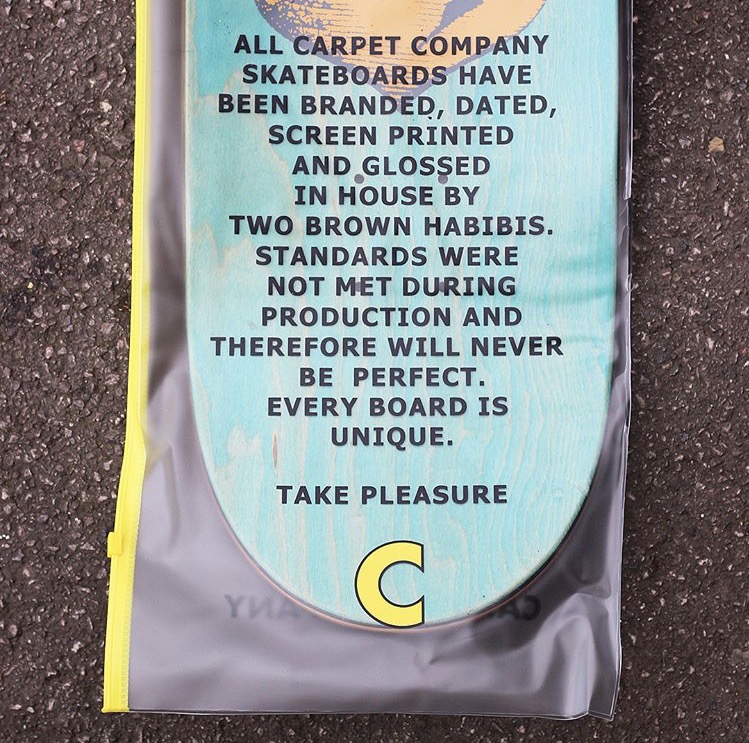 ALL CARPET COMPANY
SKATEBOARDS HAVE
BEEN BRANDED, DATED,
SCREEN PRINTED
AND GLOSSED
IN HOUSE BY
TWO BROWN HABIBIS.
STANDARDS WERE
NOT MET DURING
PRODUCTION AND
THEREFORE WILL NEVER
BE PERFECT.
EVERY BOARD IS
UNIQUE.
TAKE PLEASURE
C